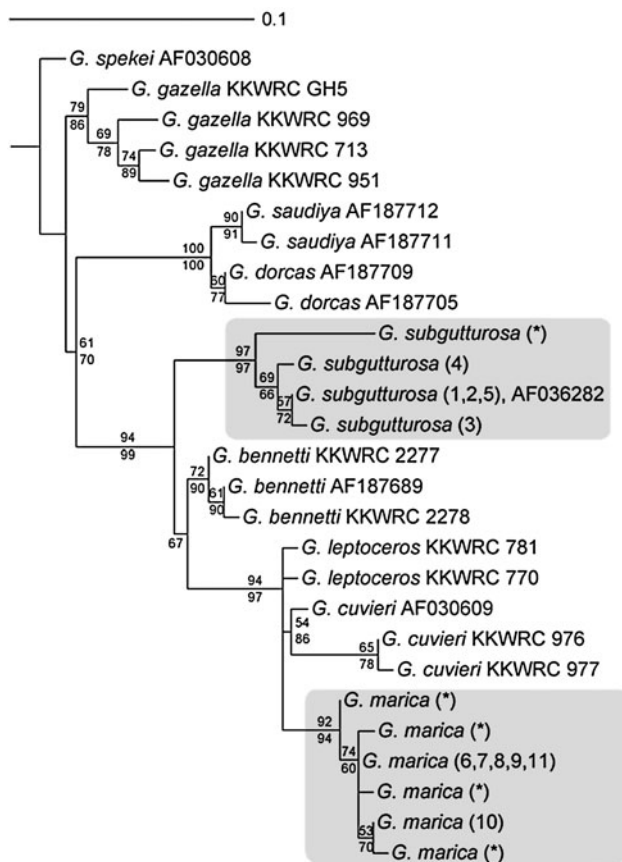 0.1
G. spekei AF030608
79
86
G. gazella KKWRC GH5
69
78
G. gazella KKWRC 969
74
89
G. gazella KKWRC 713
G. gazella KKWRC 951
100
100
90
91
G. saudiya AF187712
G. saudiya AF187711
60
77
G. dorcas AF187709
G. dorcas AF187705
61
70
97
97
G. subgutturosa (*)
69
66
G. subgutturosa (4)
57
72
G. subgutturosa (1,2,5), AF036282
G. subgutturosa (3)
94
99
72
90
G. bennetti KKWRC 2277
61
90
G. bennetti AF187689
G. bennetti KKWRC 2278
67
94
97
G. leptoceros KKWRC 781
G. leptoceros KKWRC 770
54
86
G. cuvieri AF030609
65
78
G. cuvieri KKWRC 976
G. cuvieri KKWRC 977
92
94
G. marica (*)
74
60
G. marica (*)
G. marica (6,7,8,9,11)
G. marica (*)
53
70
G. marica (10)
G. marica (*)